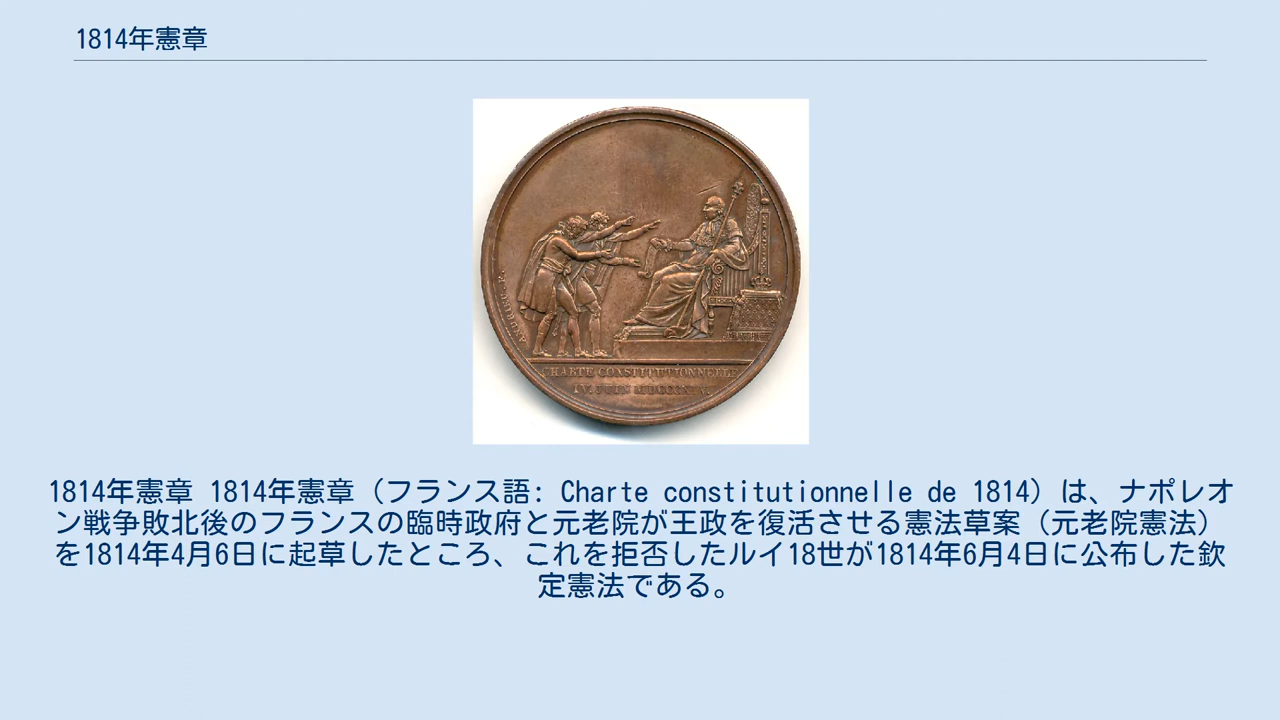 1814年憲章
ANDRIEU. F.
CHARTE CONSTITUTIONNELLE
IV. JUIN MDCCCXIV.
1814年憲章 1814年憲章（フランス語: Charte constitutionnelle de 1814）は、ナポレオ
ン戦争敗北後のフランスの臨時政府と元老院が王政を復活させる憲法草案（元老院憲法）
を1814年4月6日に起草したところ、これを拒否したルイ18世が1814年6月4日に公布した欽
定憲法である。